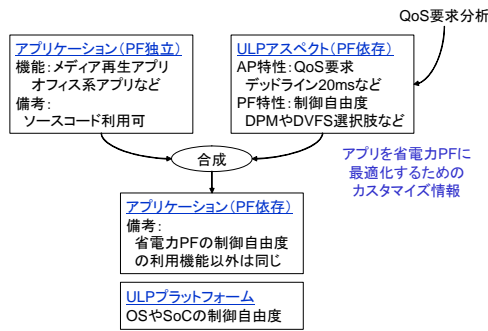 QoS要求分析
アプリケーション(PF独立)
機能:メディア再生アプリ
オフィス系アプリなど
備考:
ソースコード利用可
ULPアスペクト(PF依存)
AP特性:QoS要求
デッドライン20msなど
PF特性:制御自由度
DPMやDVFS選択肢など
合成
アプリを省電力PFに
最適化するための
カスタマイズ情報
アプリケーション(PF依存)
備考:
省電力PFの制御自由度
の利用機能以外は同じ
ULPプラットフォーム
OSやSoCの制御自由度